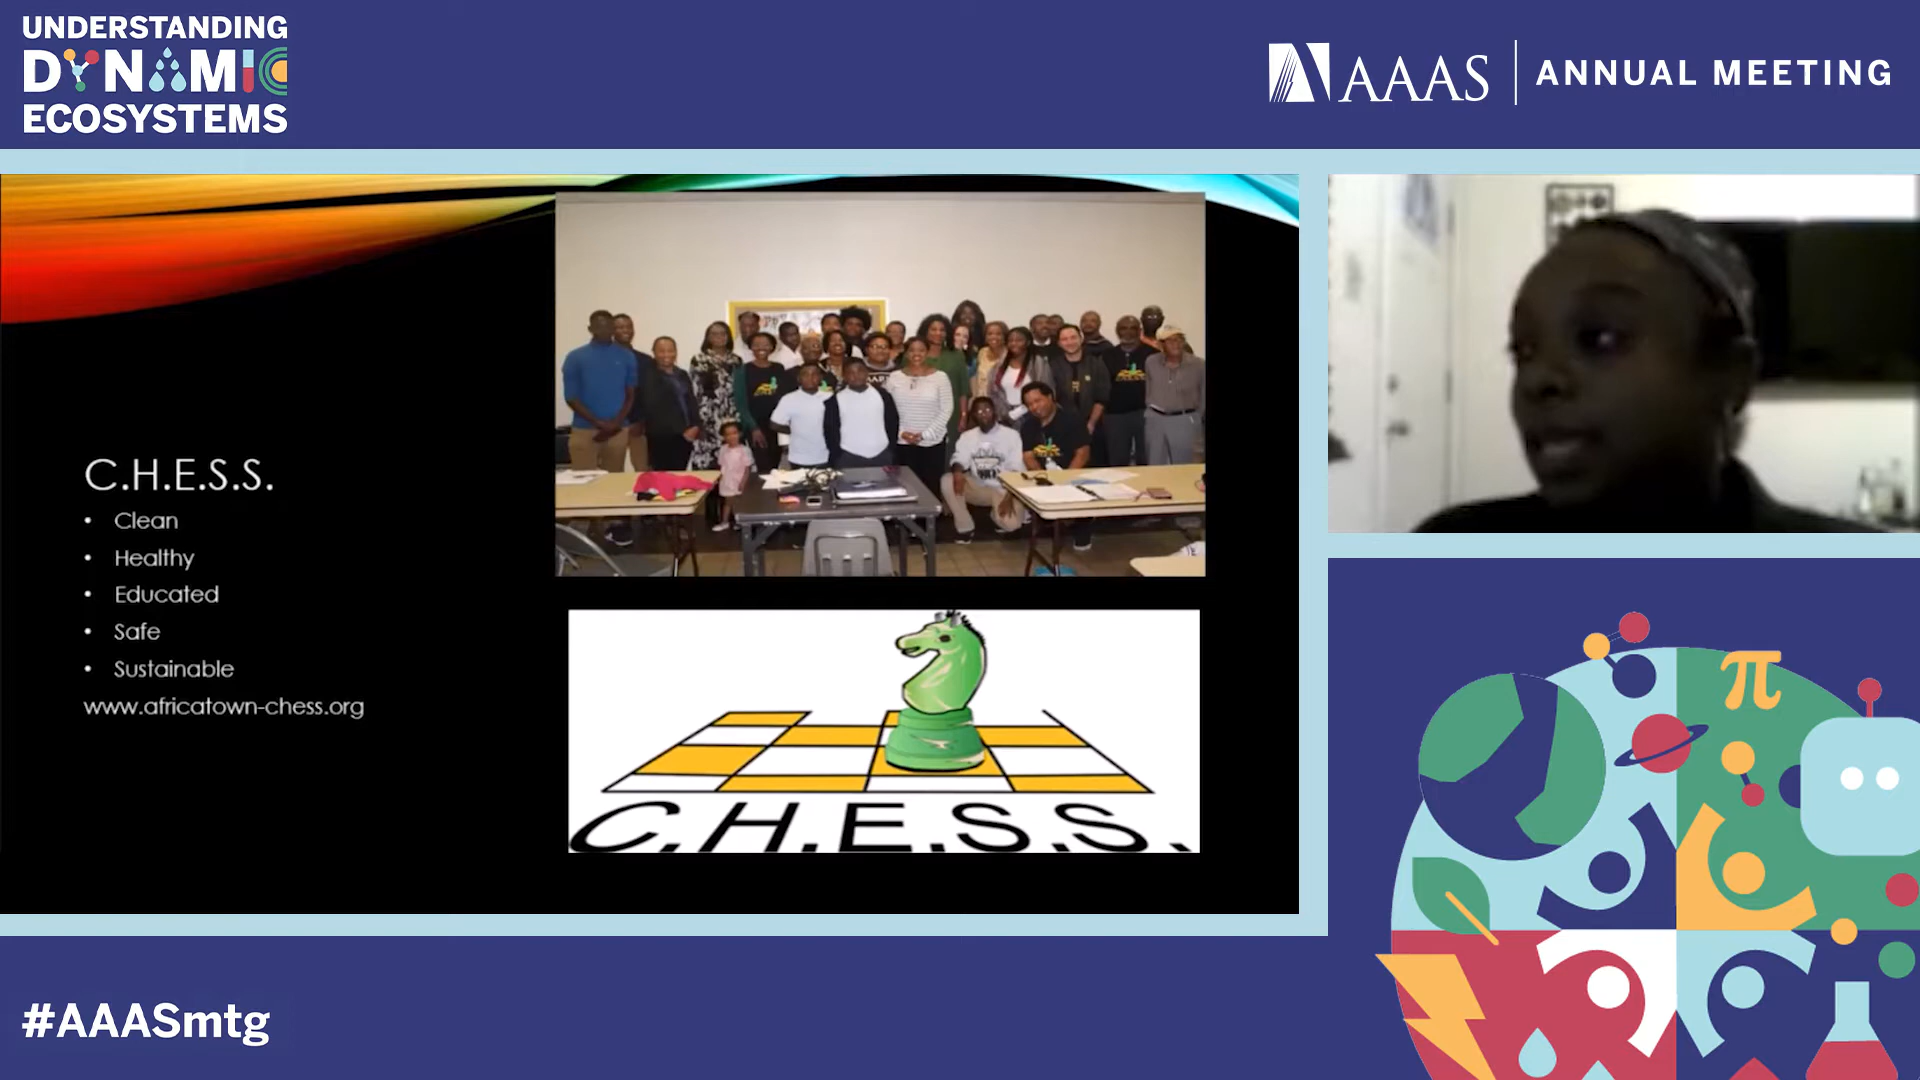 UNDERSTANDING
DYNAMIC
ECOSYSTEMS
AAAS
ANNUAL MEETING
C.H.E.S.S.
• Clean
• Healthy
• Educated
• Safe
• Sustainable
www.africatown-chess.org
C.H.E.S.S.
π
#AAASmtg